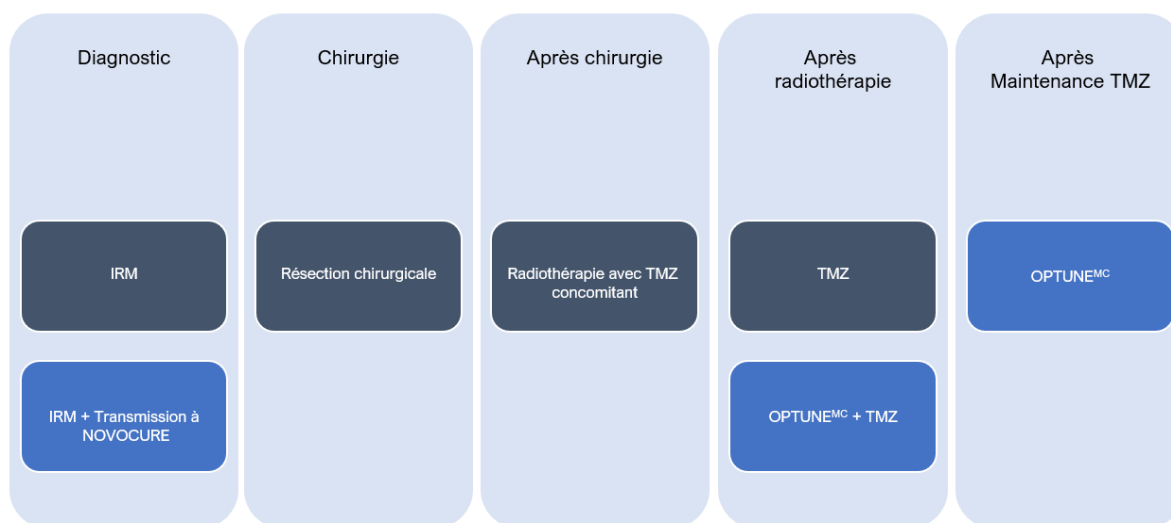 Diagnostic
Chirurgie
Après chirurgie
Après
radiothérapie
Après
Maintenance TMZ
IRM
Résection chirurgicale
Radiothérapie avec TMZ
concomitant
TMZ
OPTUNEᴹᶜ
IRM + Transmission à
NOVOCURE
OPTUNEᴹᶜ + TMZ